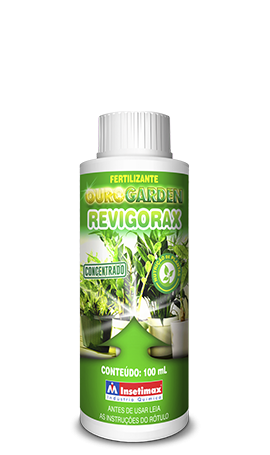 FERTILIZANTE
OURO GARDEN
REVIGORAX
CONCENTRADO
CONTEÚDO: 100 mL
Insetimax
Indústria Química
ANTES DE USAR LEIA
AS INSTRUÇÕES DO RÓTULO